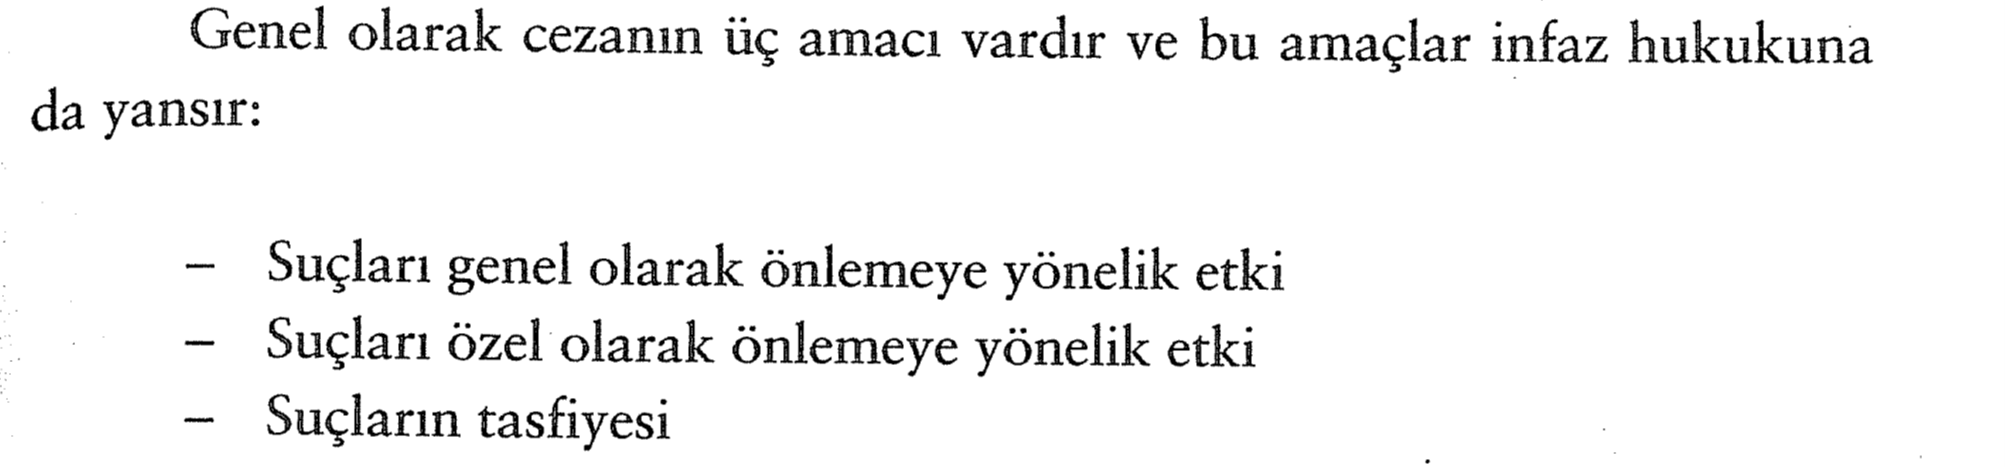 Genel olarak cezanın üç amacı vardır ve bu amaçlar infaz hukukuna
da yansır:
– Suçları genel olarak önlemeye yönelik etki
– Suçları özel olarak önlemeye yönelik etki
– Suçların tasfiyesi